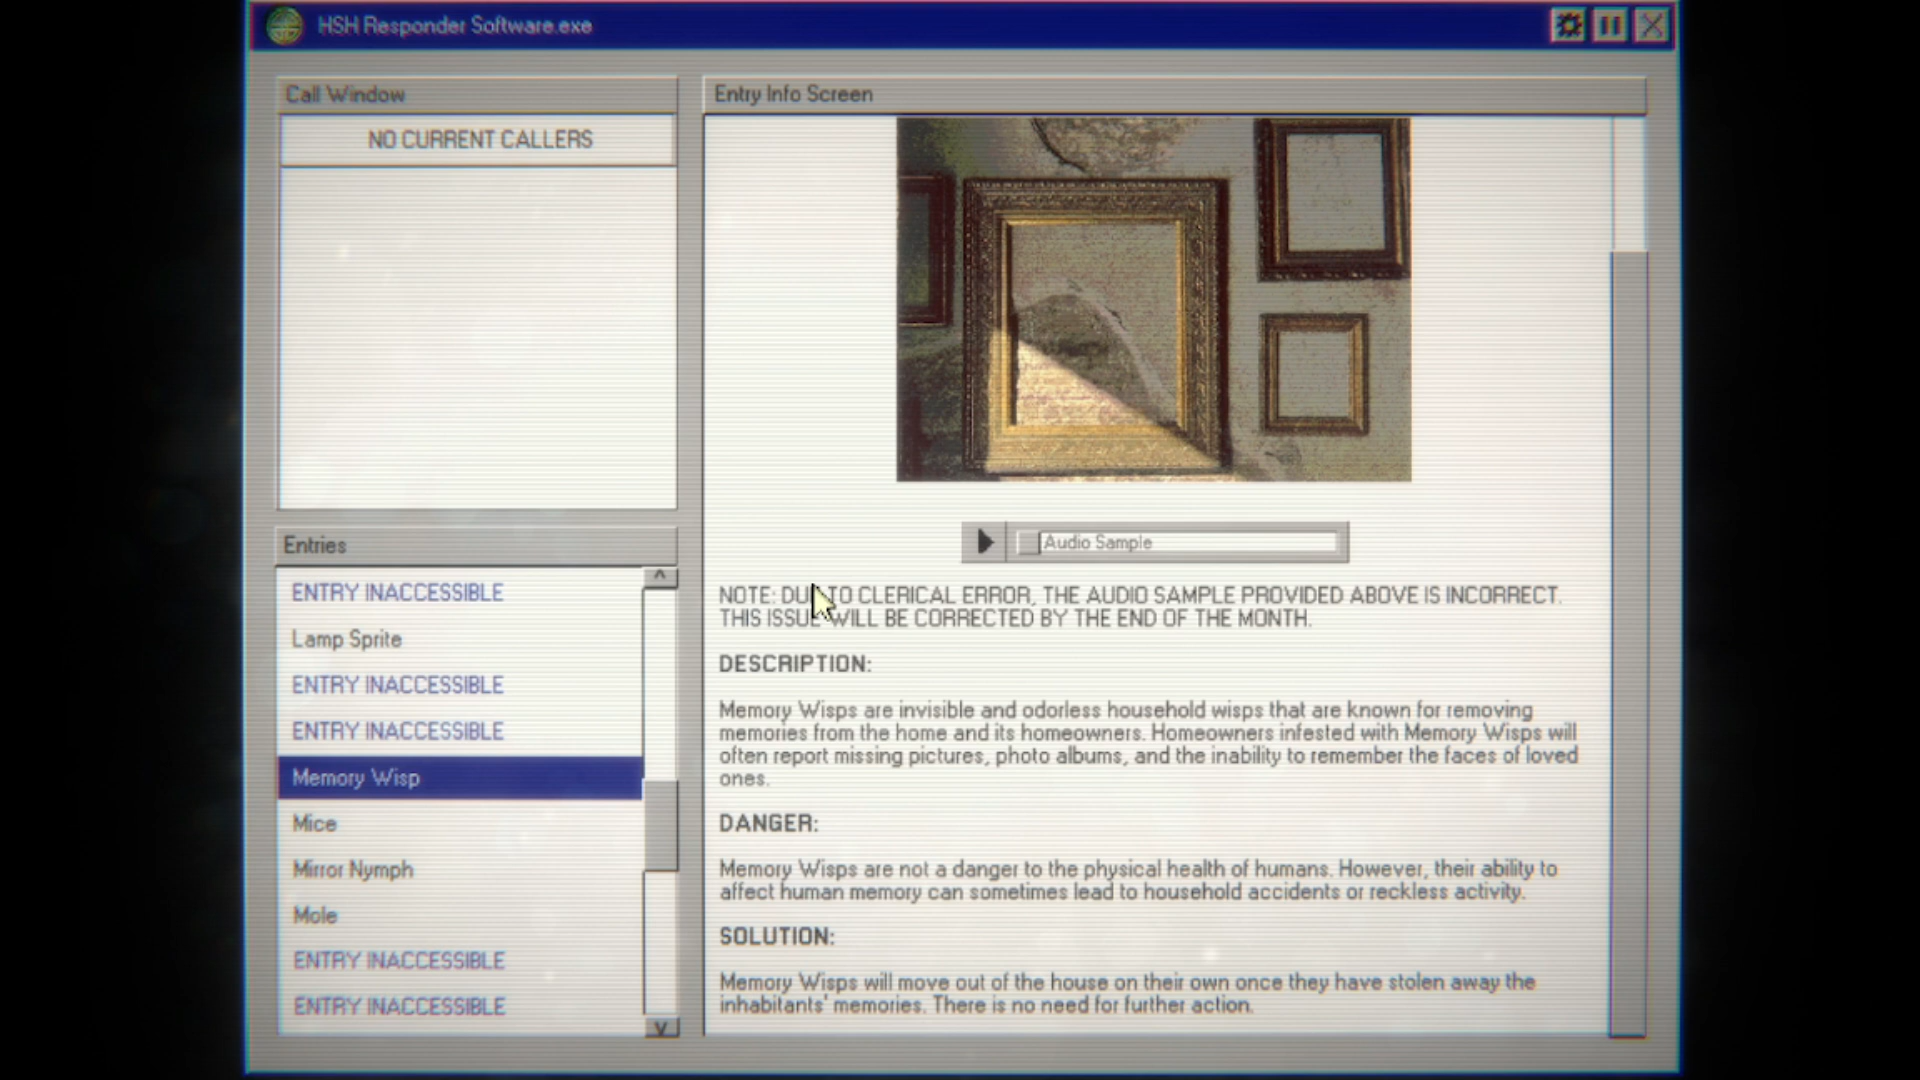 HSH Responder Software.exe
Call Window
NO CURRENT CALLERS
Entries
ENTRY INACCESSIBLE
Lamp Sprite
ENTRY INACCESSIBLE
ENTRY INACCESSIBLE
Memory Wisp
Mice
Mirror Nymph
Mole
ENTRY INACCESSIBLE
ENTRY INACCESSIBLE
Entry Info Screen
Audio Sample
NOTE: DUE TO CLERICAL ERROR, THE AUDIO SAMPLE PROVIDED ABOVE IS INCORRECT.
THIS ISSUE WILL BE CORRECTED BY THE END OF THE MONTH.
DESCRIPTION:
Memory Wisps are invisible and odorless household wisps that are known for removing
memories from the home and its homeowners. Homeowners infested with Memory Wisps will
often report missing pictures, photo albums, and the inability to remember the faces of loved
ones.
DANGER:
Memory Wisps are not a danger to the physical health of humans. However, their ability to
affect human memory can sometimes lead to household accidents or reckless activity.
SOLUTION:
Memory Wisps will move out of the house on their own once they have stolen away the
inhabitants' memories. There is no need for further action.